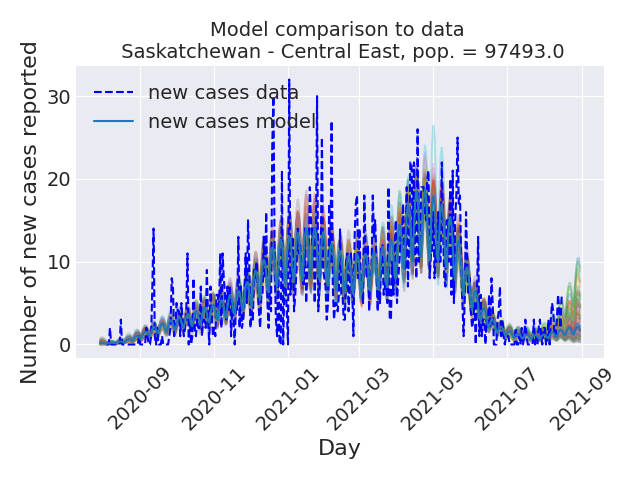 Model comparison to data
Saskatchewan - Central East, pop. = 97493.0
Number of new cases reported
30
20
10
0
new cases data
new cases model
2020-09
2020-11
2021-01
2021-03
2021-05
2021-07
2021-09
Day